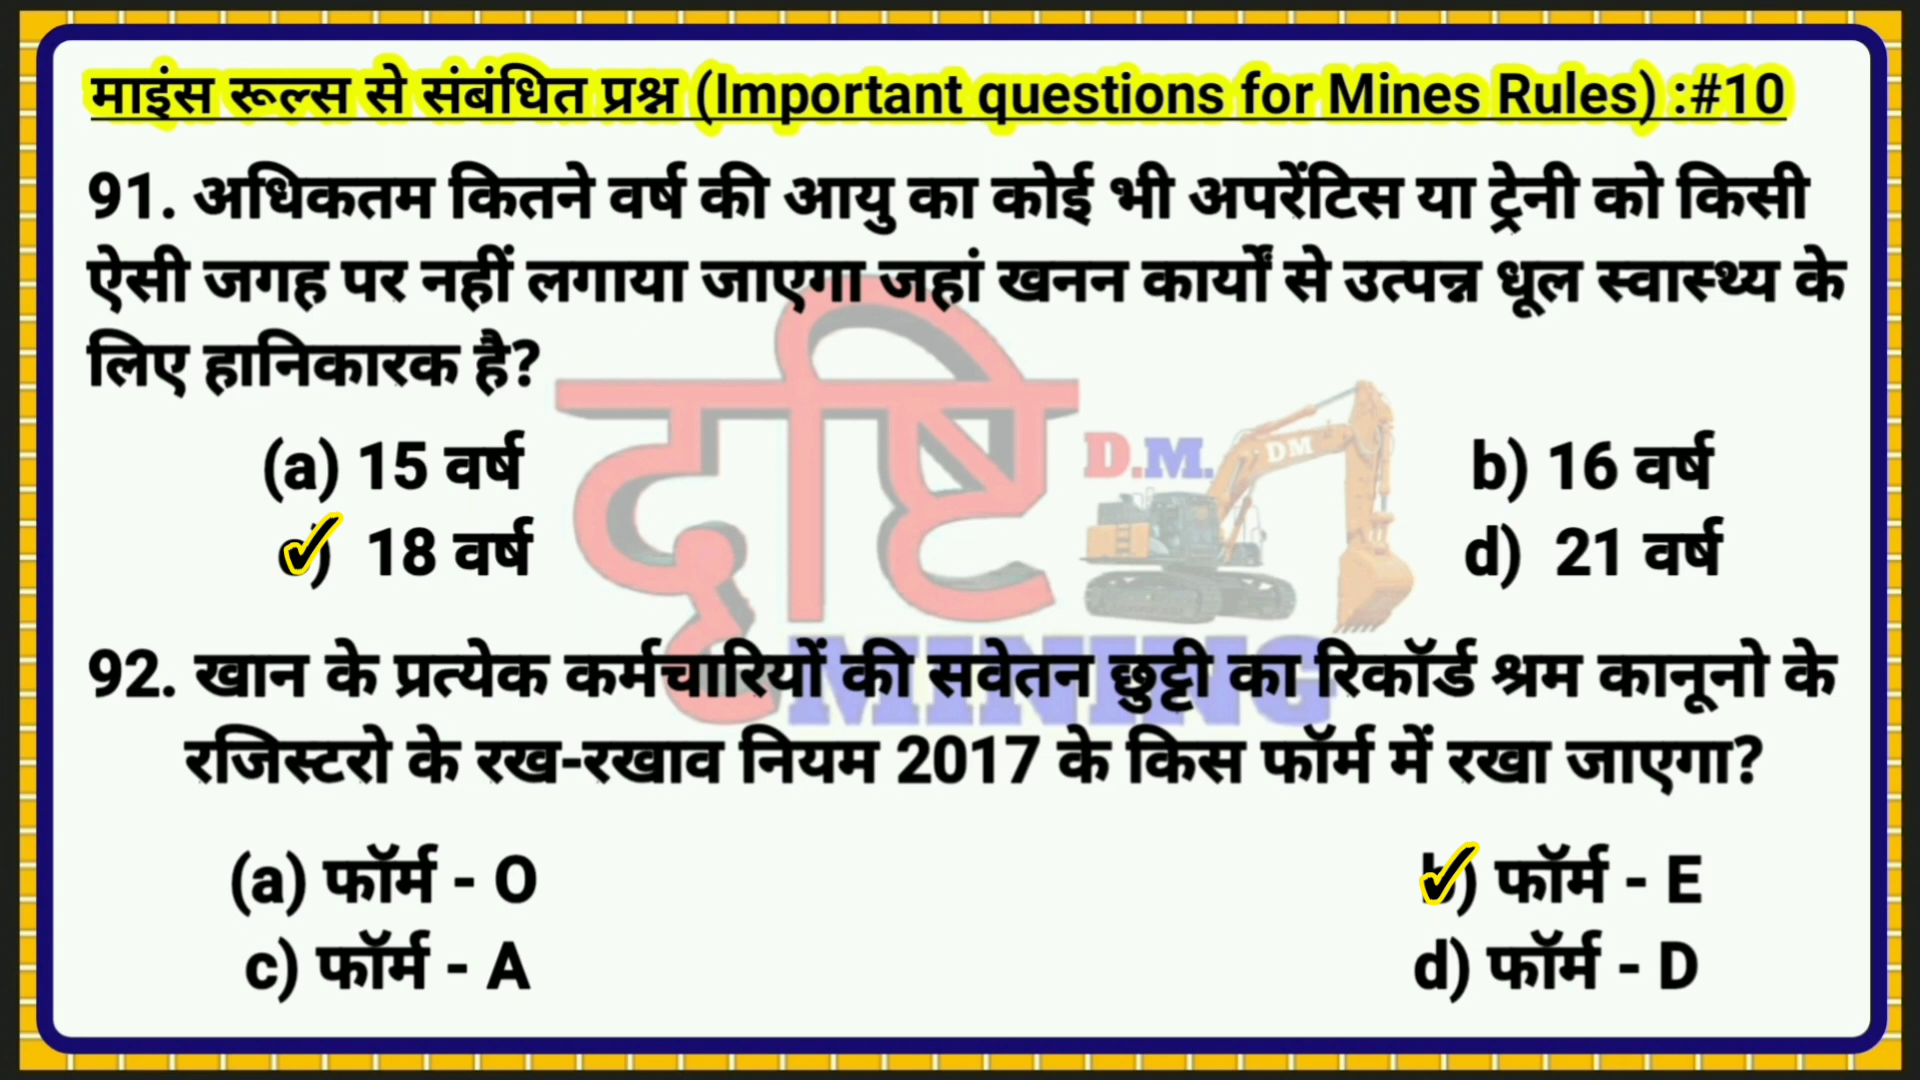 माइंस रूल्स से संबंधित प्रश्न (Important questions for Mines Rules) :#10
91. अधिकतम कितने वर्ष की आयु का कोई भी अपरेंटिस या ट्रेनी को किसी
ऐसी जगह पर नहीं लगाया जाएगा जहां खनन कार्यों से उत्पन्न धूल स्वास्थ्य के
लिए हानिकारक है?
(a) 15 वर्ष b) 16 वर्ष
c) 18 वर्ष d) 21 वर्ष
92. खान के प्रत्येक कर्मचारियों की सवेतन छुट्टी का रिकॉर्ड श्रम कानूनो के
रजिस्टरो के रख-रखाव नियम 2017 के किस फॉर्म में रखा जाएगा?
(a) फॉर्म - O b) फॉर्म - E
c) फॉर्म - A d) फॉर्म - D
दृष्टि
D.M.
DM
MINING